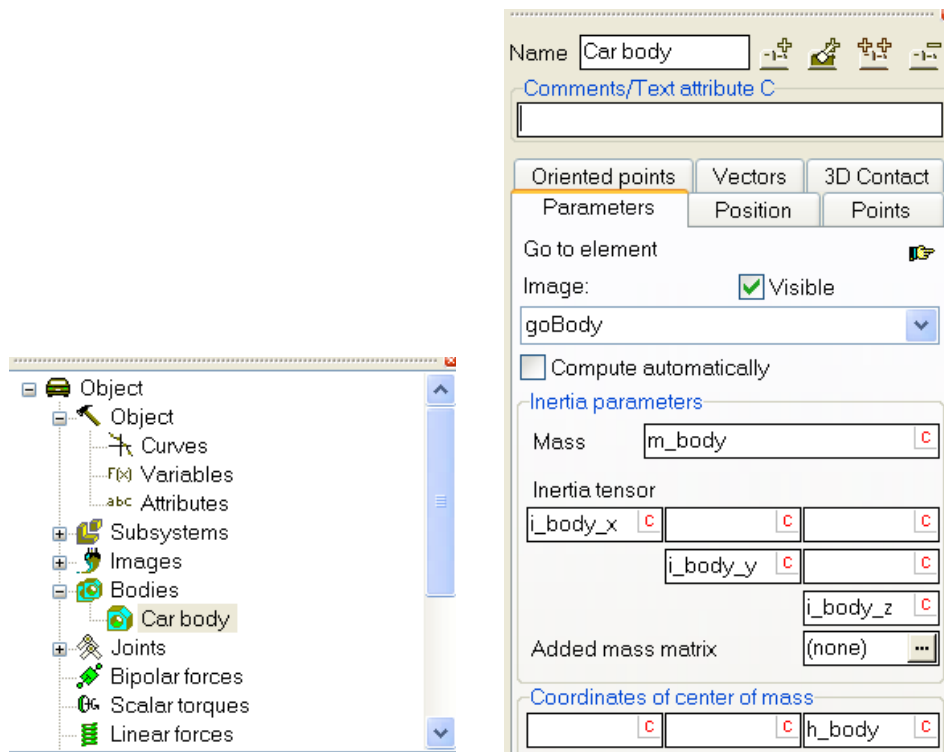 Object
Object
Curves
F(x) Variables
abc Attributes
Subsystems
Images
Bodies
Car body
Joints
Bipolar forces
Scalar torques
Linear forces
Name Car body
Comments/Text attribute C
Oriented points Vectors 3D Contact
Parameters Position Points
Go to element
Image: Visible
goBody
Compute automatically
Inertia parameters
Mass m_body C
Inertia tensor
i_body_x C C C
i_body_y C C
i_body_z C
Added mass matrix (none) ...
Coordinates of center of mass
C C h_body C